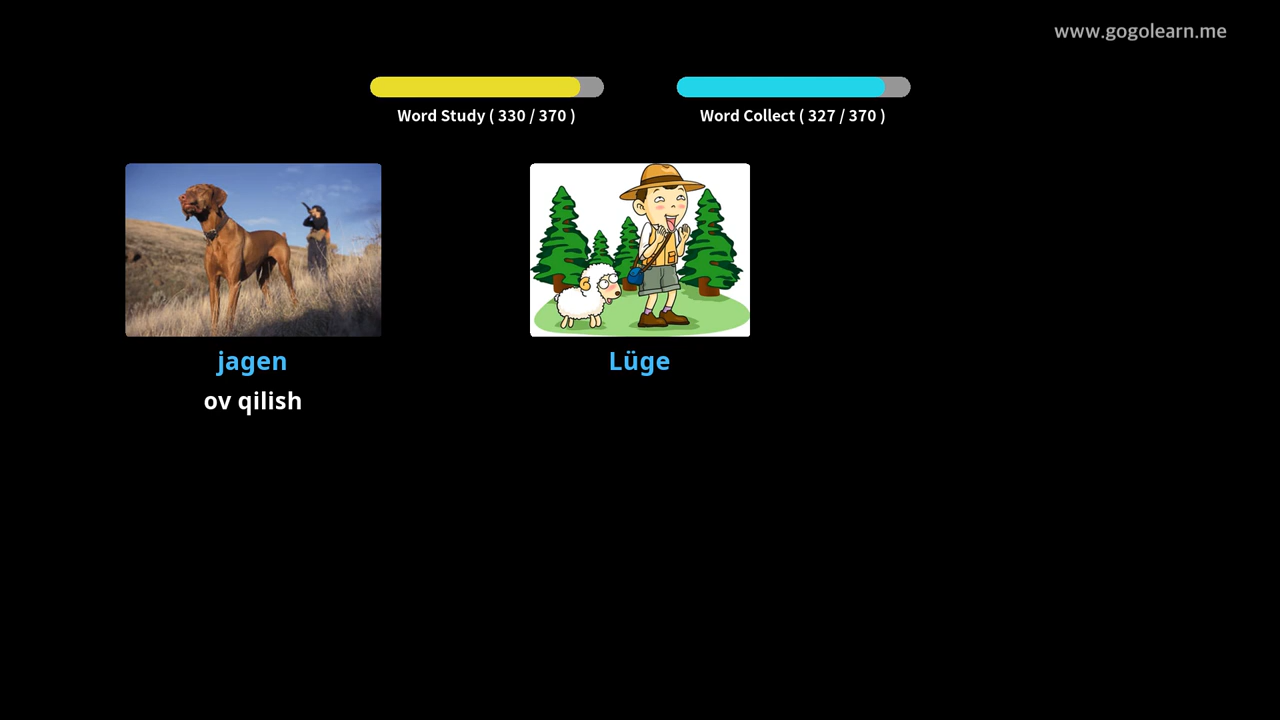 www.gogolearn.me
Word Study ( 330 / 370 )
Word Collect ( 327 / 370 )
jagen
Lüge
ov qilish